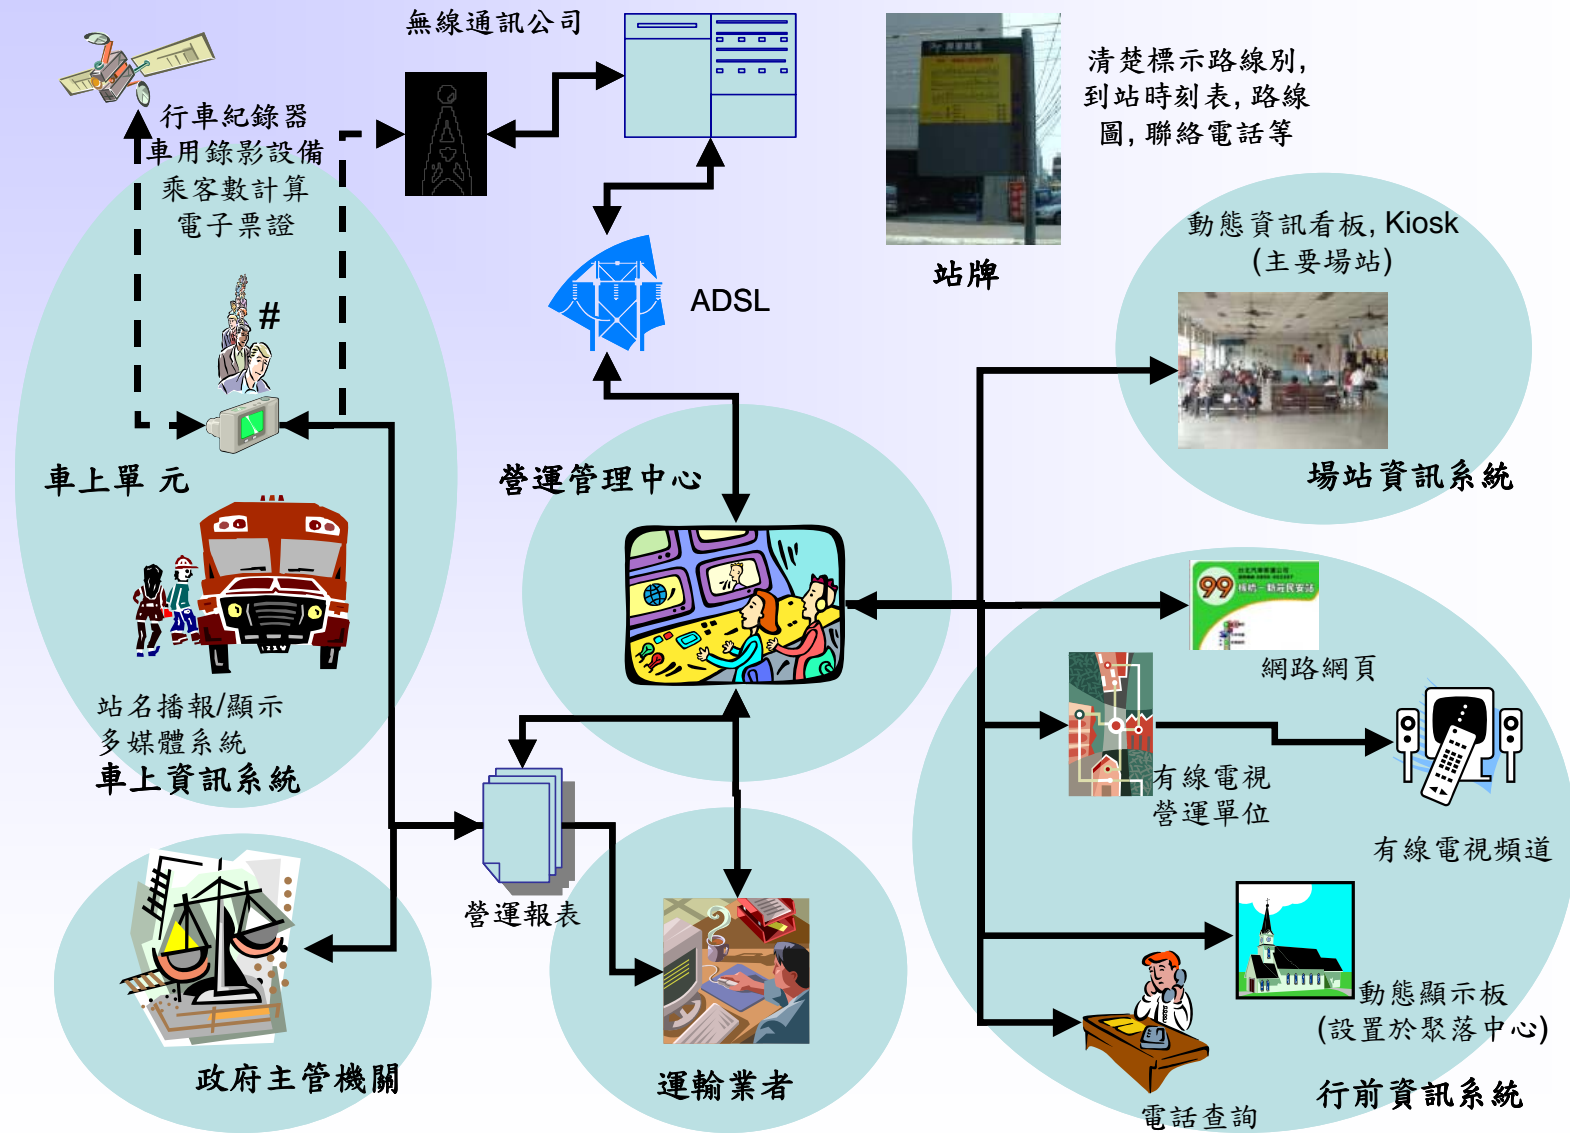 無線通訊公司
行車紀錄器
車用錄影設備
乘客數計算
電子票證
#
車上單 元
站名播報/顯示
多媒體系統
車上資訊系統
政府主管機關
ADSL
營運管理中心
營運報表
運輸業者
清楚標示路線別,
到站時刻表, 路線
圖, 聯絡電話等
站牌
動態資訊看板, Kiosk
(主要場站)
場站資訊系統
99
網路網頁
有線電視
營運單位
有線電視頻道
動態顯示板
(設置於聚落中心)
電話查詢
行前資訊系統